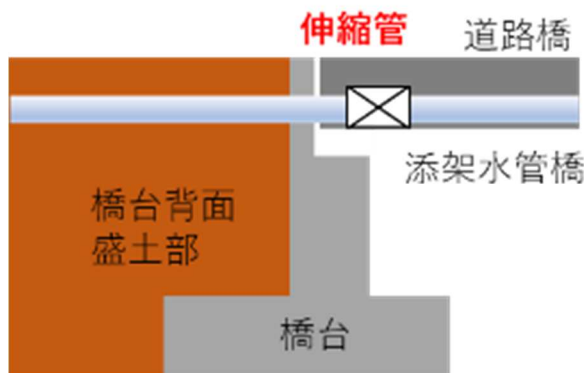 伸縮管
道路橋
添架水管橋
橋台背面
盛土部
橋台